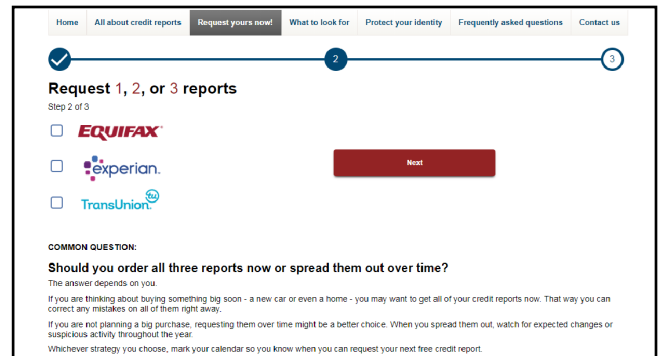 Home All about credit reports Request yours now! What to look for Protect your identity Frequently asked questions Contact us
2 3
Request 1, 2, or 3 reports
Step 2 of 3
EQUIFAX
experian.
Next
TransUnion. tu
COMMON QUESTION:
Should you order all three reports now or spread them out over time?
The answer depends on you.
If you are thinking about buying something big soon - a new car or even a home - you may want to get all of your credit reports now. That way you can
correct any mistakes on all of them right away.
If you are not planning a big purchase, requesting them over time might be a better choice. When you spread them out, watch for expected changes or
suspicious activity throughout the year.
Whichever strategy you choose, mark your calendar so you know when you can request your next free credit report.